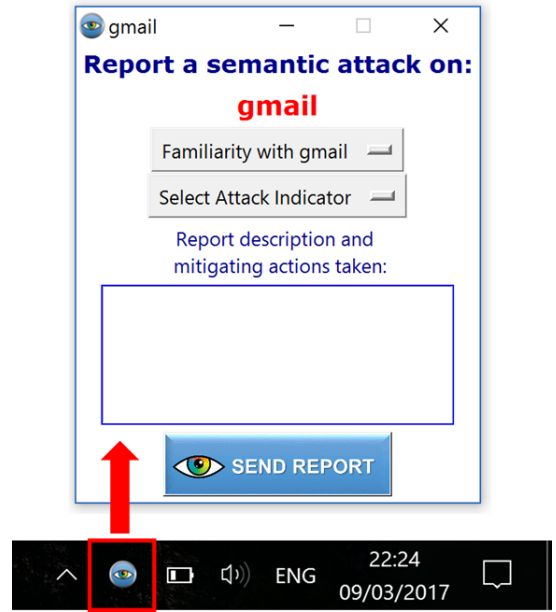 gmail
Report a semantic attack on:
gmail
Familiarity with gmail
Select Attack Indicator
Report description and
mitigating actions taken:
SEND REPORT
22:24
ENG
09/03/2017